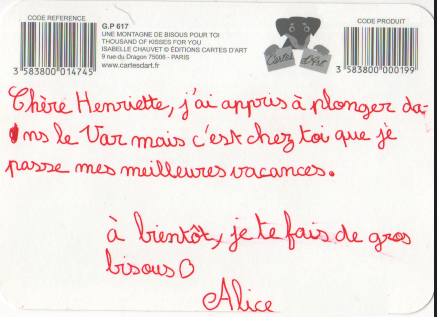 CODE REFERENCE
3 583800 014745
G.P 617
UNE MONTAGNE DE BISOUS POUR TOI
THOUSAND OF KISSES FOR YOU
ISABELLE CHAUVET © ÉDITIONS CARTES D'ART
9 rue du Dragon 75006 - PARIS
www.cartesdart.fr
Cartes d'Art
CODE PRODUIT
3 583800 000199
Chère Henriette, j'ai appris à plonger da-
ns le Var mais c'est chez toi que je
passe mes meilleures vacances.
à bientôt, je te fais de gros
bisous
Alice